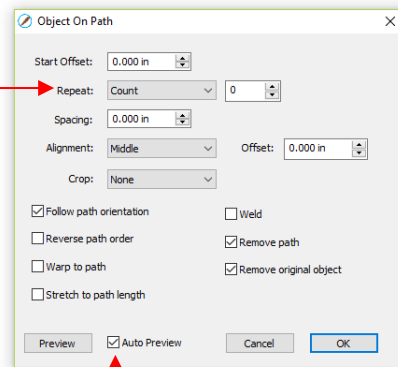 Object On Path
Start Offset: 0.000 in
Repeat: Count 0
Spacing: 0.000 in
Alignment: Middle Offset: 0.000 in
Crop: None
Follow path orientation Weld
Reverse path order Remove path
Warp to path Remove original object
Stretch to path length
Preview Auto Preview Cancel OK